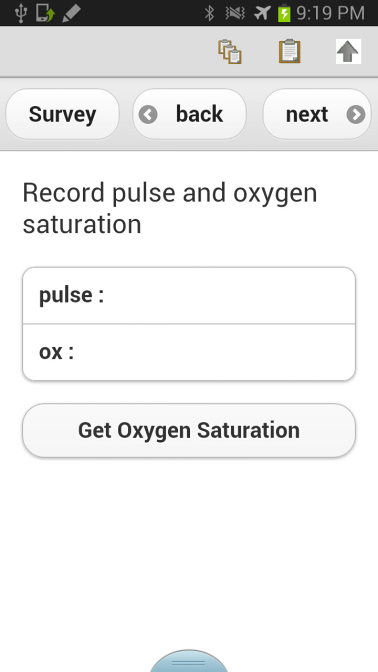 9:19 PM
Survey
back
next
Record pulse and oxygen
saturation
pulse :
ox :
Get Oxygen Saturation